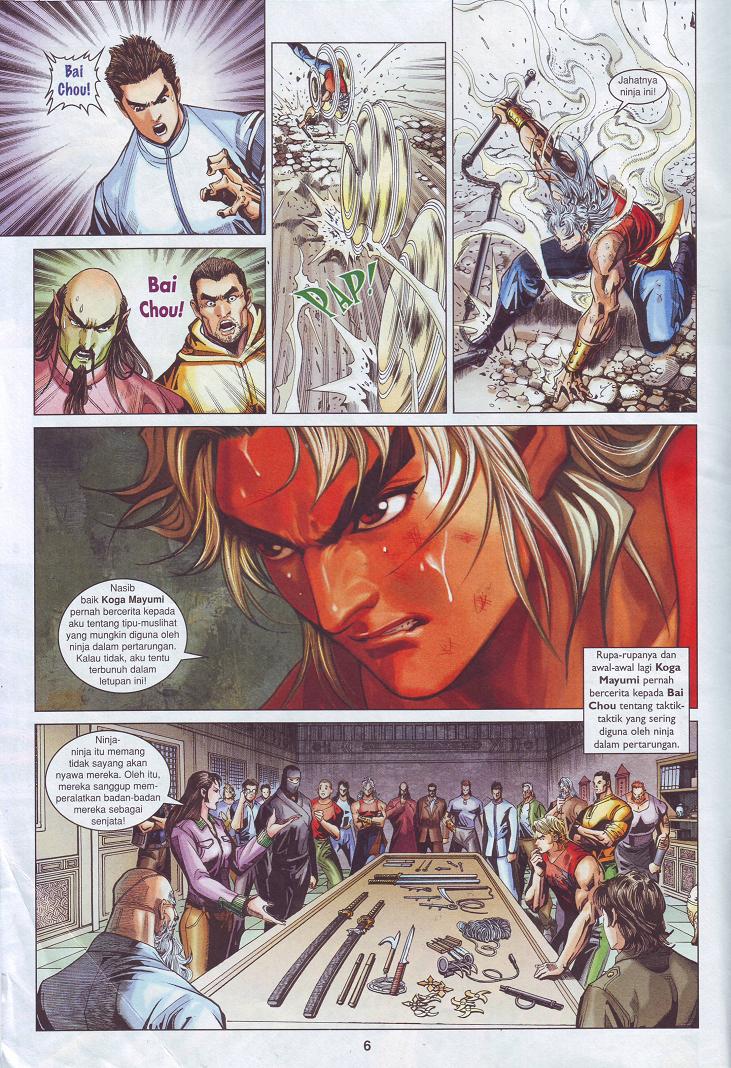 Bai
Chou!
Bai
Chou!
PAP!
Jahatnya
ninja ini!
Nasib
baik Koga Mayumi
pernah bercerita kepada
aku tentang tipu-muslihat
yang mungkin diguna oleh
ninja dalam pertarungan.
Kalau tidak, aku tentu
terbunuh dalam
letupan ini!
Rupa-rupanya dan
awal-awal lagi Koga
Mayumi pernah
bercerita kepada Bai
Chou tentang taktik-
taktik yang sering
diguna oleh ninja
dalam pertarungan.
Ninja-
ninja itu memang
tidak sayang akan
nyawa mereka. Oleh itu,
mereka sanggup mem-
peralatkan badan-badan
mereka sebagai
senjata!
6